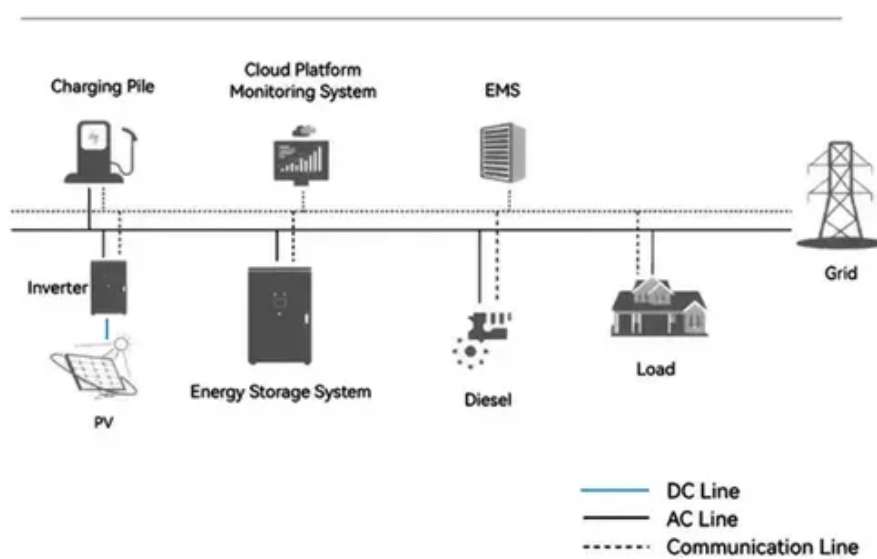 Charging Pile
Cloud Platform
Monitoring System
EMS
Inverter
Grid
PV
Energy Storage System
Diesel
Load
DC Line
AC Line
Communication Line